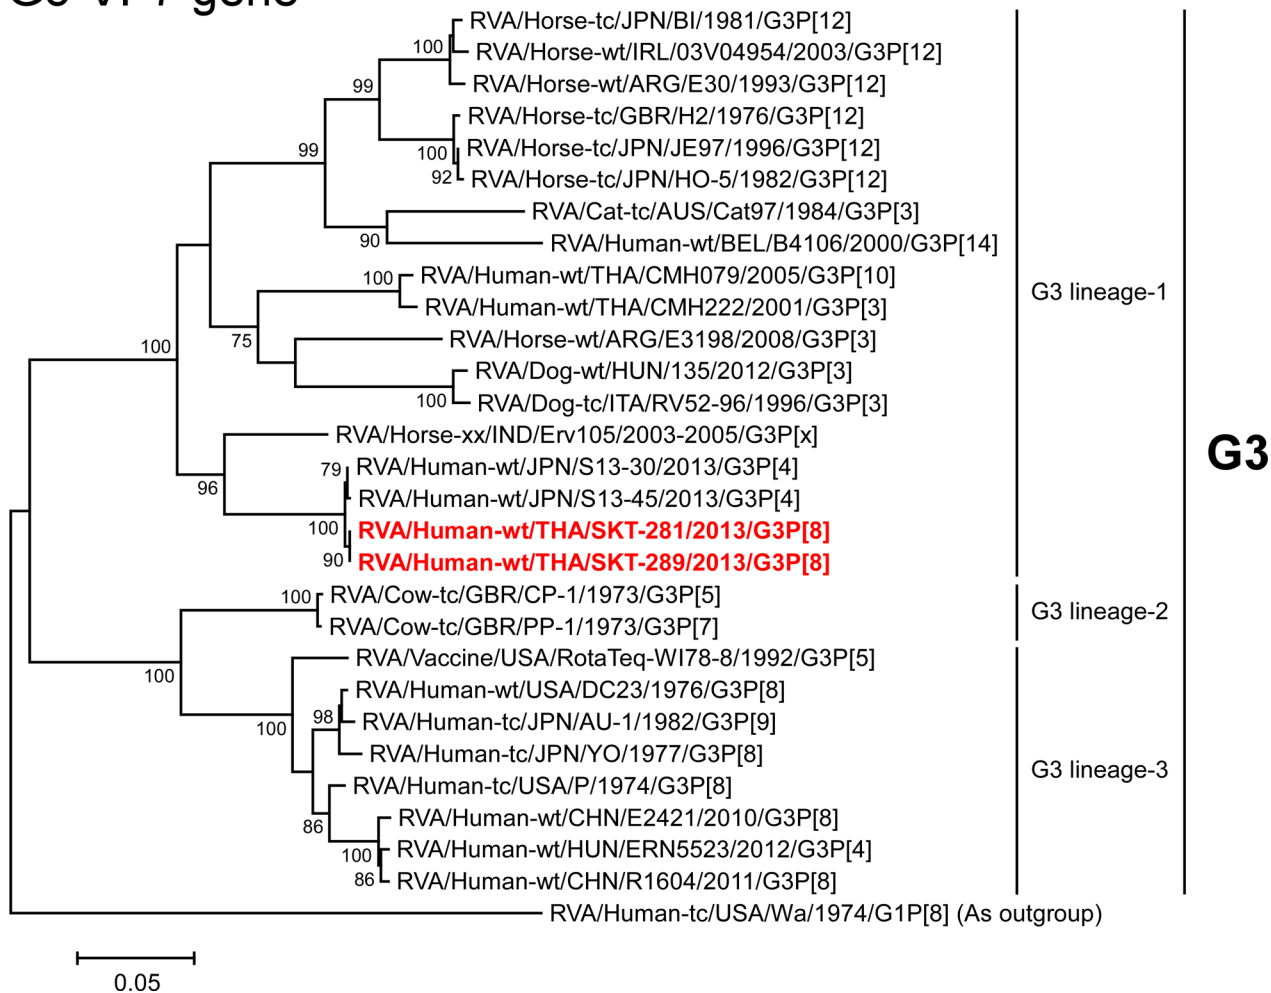 G3 VP7 gene
RVA/Horse-tc/JPN/BI/1981/G3P[12]
100
RVA/Horse-wt/IRL/03V04954/2003/G3P[12]
99
RVA/Horse-wt/ARG/E30/1993/G3P[12]
RVA/Horse-tc/GBR/H2/1976/G3P[12]
99
100
RVA/Horse-tc/JPN/JE97/1996/G3P[12]
92
RVA/Horse-tc/JPN/HO-5/1982/G3P[12]
RVA/Cat-tc/AUS/Cat97/1984/G3P[3]
90
RVA/Human-wt/BEL/B4106/2000/G3P[14]
100
RVA/Human-wt/THA/CMH079/2005/G3P[10]
G3 lineage-1
RVA/Human-wt/THA/CMH222/2001/G3P[3]
100
75
RVA/Horse-wt/ARG/E3198/2008/G3P[3]
RVA/Dog-wt/HUN/135/2012/G3P[3]
100
RVA/Dog-tc/ITA/RV52-96/1996/G3P[3]
RVA/Horse-xx/IND/Erv105/2003-2005/G3P[x]
G3
79
RVA/Human-wt/JPN/S13-30/2013/G3P[4]
96
RVA/Human-wt/JPN/S13-45/2013/G3P[4]
100
RVA/Human-wt/THA/SKT-281/2013/G3P[8]
90
RVA/Human-wt/THA/SKT-289/2013/G3P[8]
100
RVA/Cow-tc/GBR/CP-1/1973/G3P[5]
G3 lineage-2
RVA/Cow-tc/GBR/PP-1/1973/G3P[7]
RVA/Vaccine/USA/RotaTeq-WI78-8/1992/G3P[5]
100
RVA/Human-wt/USA/DC23/1976/G3P[8]
98
100
RVA/Human-tc/JPN/AU-1/1982/G3P[9]
RVA/Human-tc/JPN/YO/1977/G3P[8]
G3 lineage-3
RVA/Human-tc/USA/P/1974/G3P[8]
86
RVA/Human-wt/CHN/E2421/2010/G3P[8]
100
RVA/Human-wt/HUN/ERN5523/2012/G3P[4]
86
RVA/Human-wt/CHN/R1604/2011/G3P[8]
RVA/Human-tc/USA/Wa/1974/G1P[8] (As outgroup)
0.05